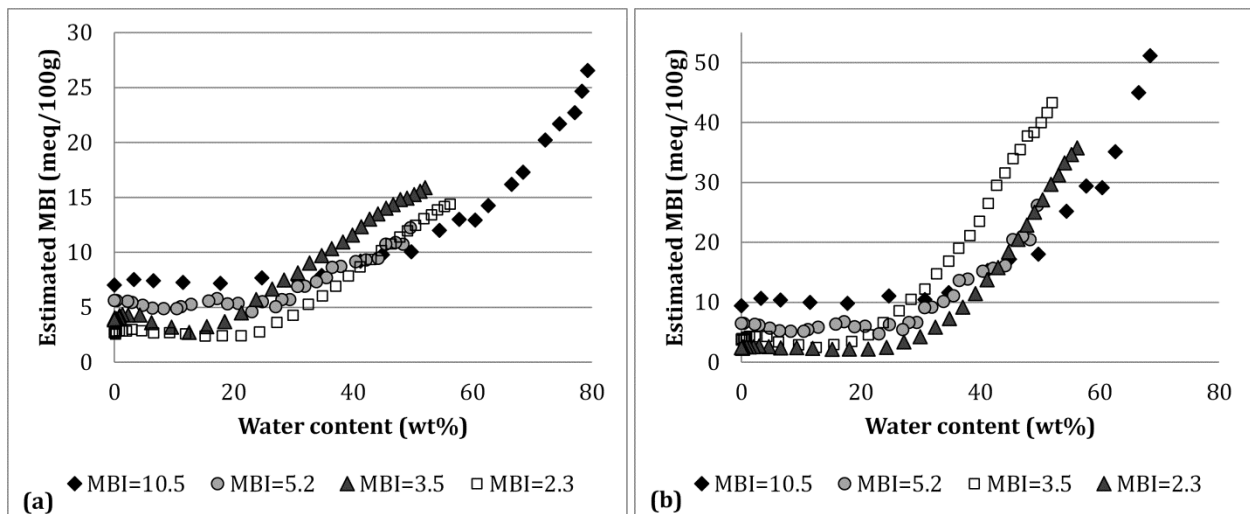 30
25
20
15
10
5
0
Estimated MBI (meq/100g)
0 20 40 60 80
Water content (wt%)
MBI=10.5 MBI=5.2 MBI=3.5 MBI=2.3
(a)
50
40
30
20
10
0
Estimated MBI (meq/100g)
0 20 40 60 80
Water content (wt%)
MBI=10.5 MBI=5.2 MBI=3.5 MBI=2.3
(b)